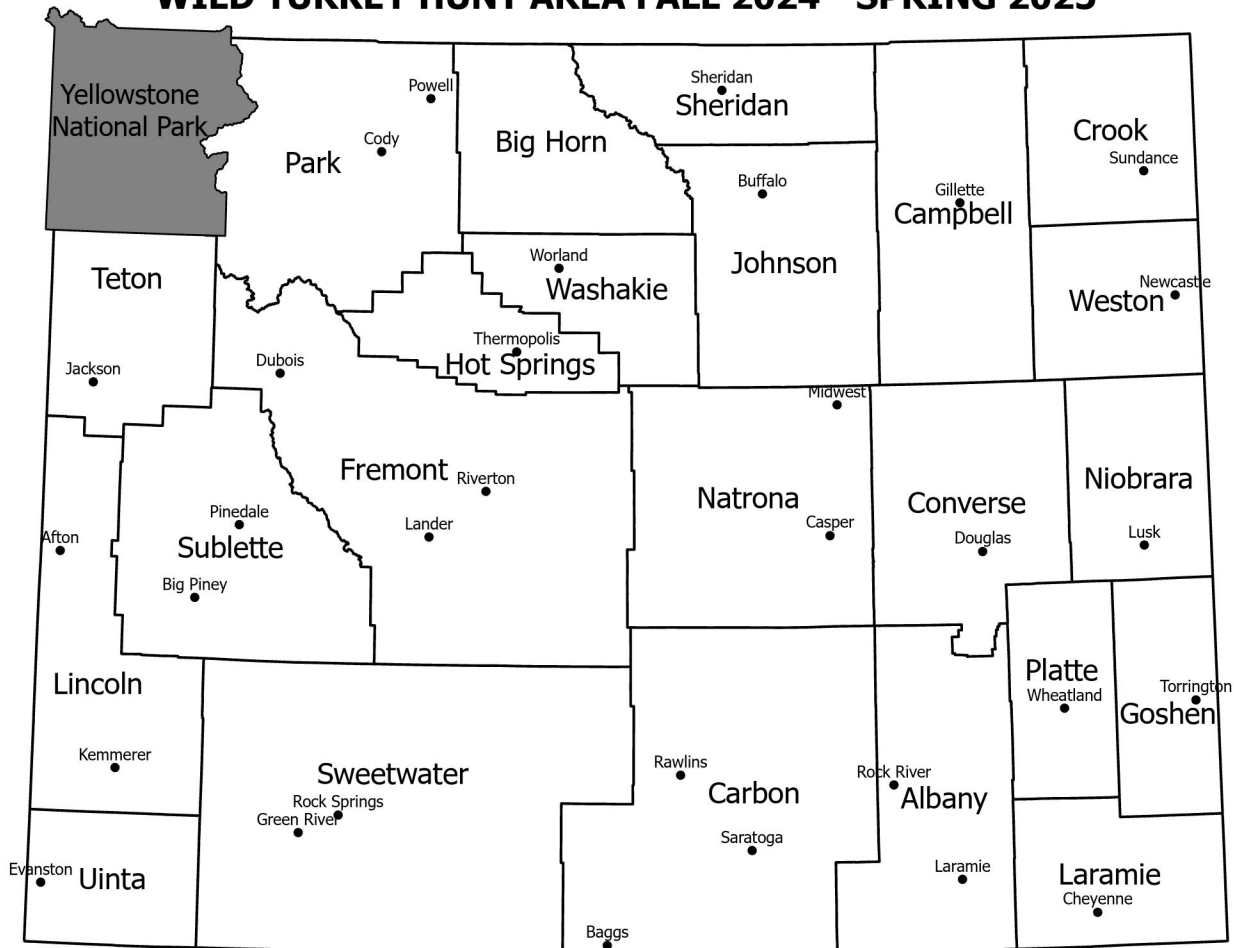 WILD TURKEY HUNT AREA FALL 2024 - SPRING 2025
Yellowstone
National Park
Powell
Cody
Park
Big Horn
Sheridan
Sheridan
Crook
Sundance
Buffalo
Gillette
Campbell
Johnson
Worland
Washakie
Teton
Newcastle
Weston
Thermopolis
Hot Springs
Jackson
Dubois
Midwest
Fremont
Riverton
Lander
Natrona
Casper
Converse
Douglas
Niobrara
Lusk
Afton
Pinedale
Sublette
Big Piney
Lincoln
Kemmerer
Platte
Wheatland
Torrington
Goshen
Sweetwater
Rock Springs
Green River
Rawlins
Carbon
Saratoga
Rock River
Albany
Laramie
Evanston
Uinta
Laramie
Cheyenne
Baggs